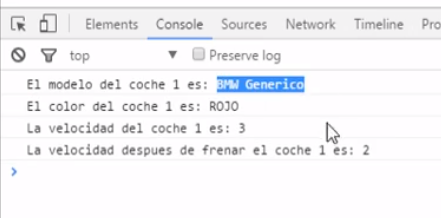 Elements Console Sources Network Timeline Pro
top Preserve log
El modelo del coche 1 es: BMW Generico
El color del coche 1 es: ROJO
La velocidad del coche 1 es: 3
La velocidad despues de frenar el coche 1 es: 2